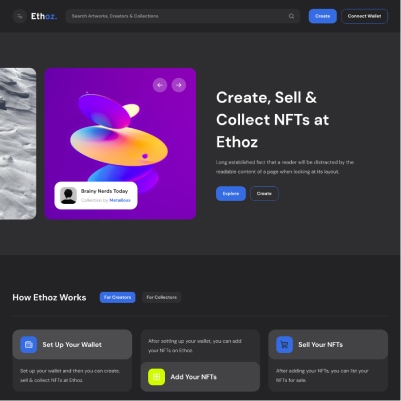 Ethoz.
Search Artworks, Creators & Collections
Create
Connect Wallet
Create, Sell &
Collect NFTs at
Ethoz
Long established fact that a reader will be distracted by the
readable content of a page when looking at its layout.
Explore
Create
Brainy Nerds Today
Collection by Metabloxx
How Ethoz Works
For Creators
For Collectors
Set Up Your Wallet
Set up your wallet and then you can create,
sell & collect NFTs at Ethoz.
After setting up your wallet, you can add
your NFTs on Ethoz.
Add Your NFTs
Sell Your NFTs
After adding your NFTs, you can list your
NFTs for sale.